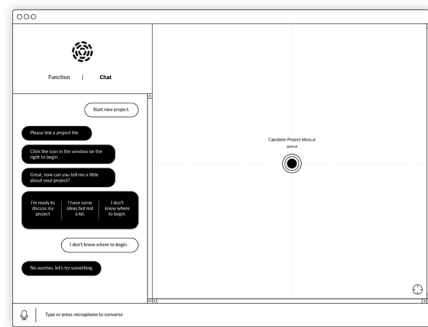 Function | Chat
Start new project.
Please link a project file.
Click the icon in the window on the
right to begin.
Great, now can you tell me a little
about your project?
I'm ready to
discuss my
project
I have some
ideas but not
a lot.
I don't
know where
to begin.
I don't know where to begin.
No worries, let's try something
Capstone-Project-Ideas.ai
Type or press microphone to converse